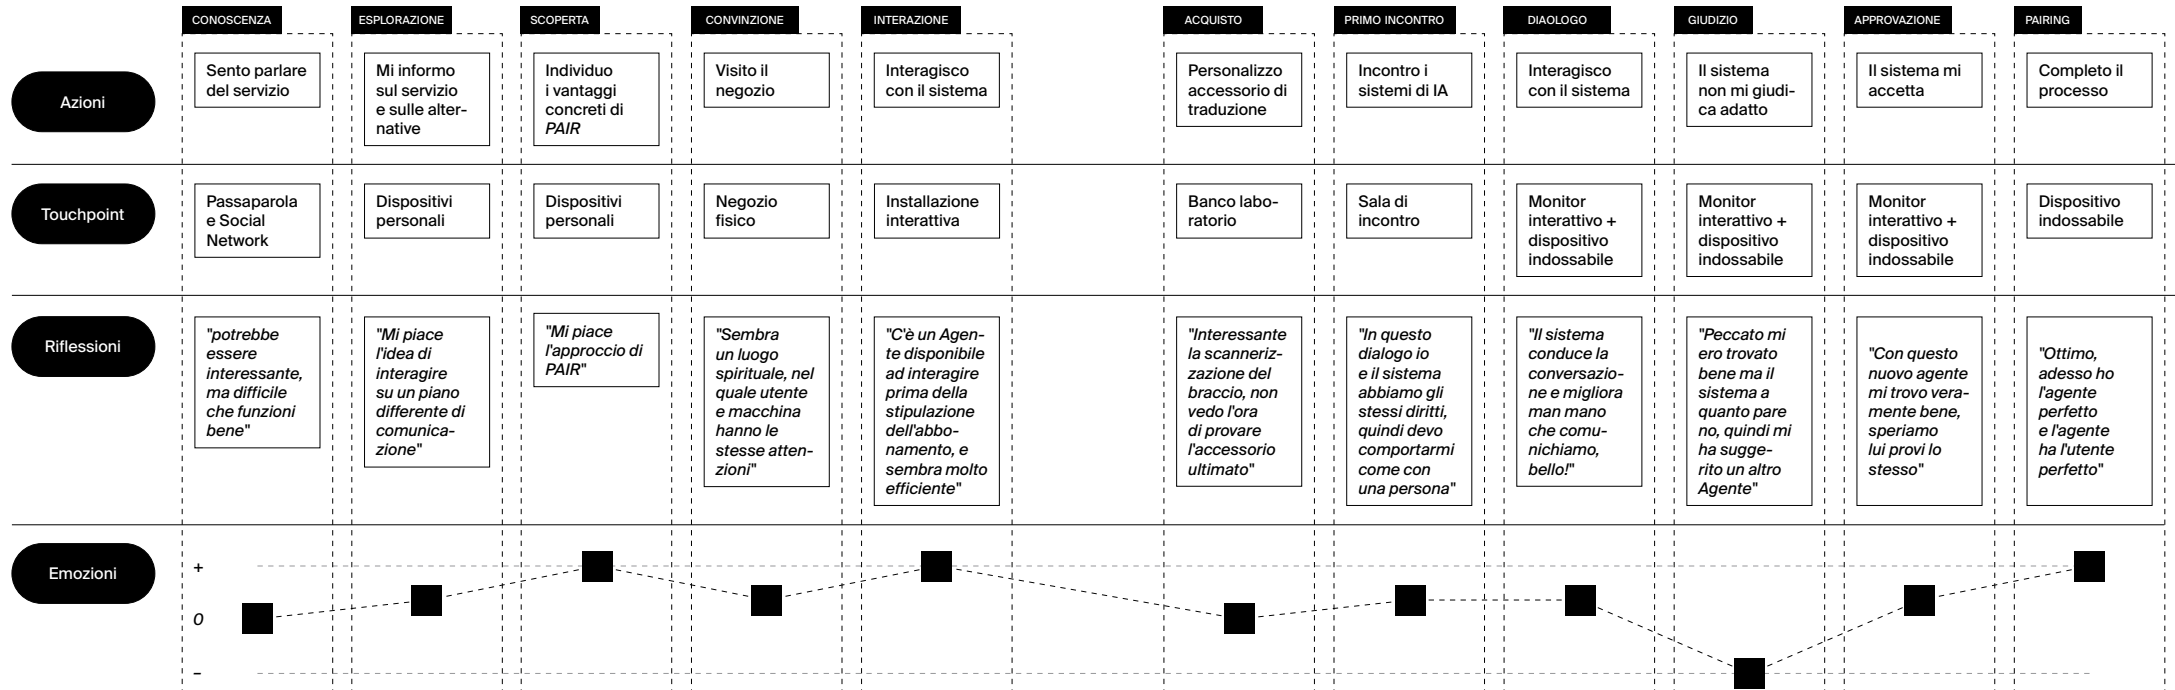 CONOSCENZA
ESPLORAZIONE
SCOPERTA
CONVINZIONE
INTERAZIONE
ACQUISTO
PRIMO INCONTRO
DIAOLOGO
GIUDIZIO
APPROVAZIONE
PAIRING
Azioni
Sento parlare
del servizio
Mi informo
sul servizio
e sulle alter-
native
Individuo
i vantaggi
concreti di
PAIR
Visito il
negozio
Interagisco
con il sistema
Personalizzo
accessorio di
traduzione
Incontro i
sistemi di IA
Interagisco
con il sistema
Il sistema
non mi giudi-
ca adatto
Il sistema mi
accetta
Completo il
processo
Touchpoint
Passaparola
e Social
Network
Dispositivi
personali
Dispositivi
personali
Negozio
fisico
Installazione
interattiva
Banco labo-
ratorio
Sala di
incontro
Monitor
interattivo +
dispositivo
indossabile
Monitor
interattivo +
dispositivo
indossabile
Monitor
interattivo +
dispositivo
indossabile
Dispositivo
indossabile
Riflessioni
"potrebbe
essere
interessante,
ma difficile
che funzioni
bene"
"Mi piace
l'idea di
interagire
su un piano
differente di
comunica-
zione"
"Mi piace
l'approccio di
PAIR"
"Sembra
un luogo
spirituale, nel
quale utente
e macchina
hanno le
stesse atten-
zioni"
"C'è un Agen-
te disponibile
ad interagire
prima della
stipulazione
dell'abbo-
namento, e
sembra molto
efficiente"
"Interessante
la scanneriz-
zazione del
braccio, non
vedo l'ora
di provare
l'accessorio
ultimato"
"In questo
dialogo io
e il sistema
abbiamo gli
stessi diritti,
quindi devo
comportarmi
come con
una persona"
"Il sistema
conduce la
conversazio-
ne e migliora
man mano
che comu-
nichiamo,
bello!"
"Peccato mi
ero trovato
bene ma il
sistema a
quanto pare
no, quindi mi
ha sugge-
rito un altro
Agente"
"Con questo
nuovo agente
mi trovo vera-
mente bene,
speriamo
lui provi lo
stesso"
"Ottimo,
adesso ho
l'agente
perfetto
e l'agente
ha l'utente
perfetto"
Emozioni
+
0
-